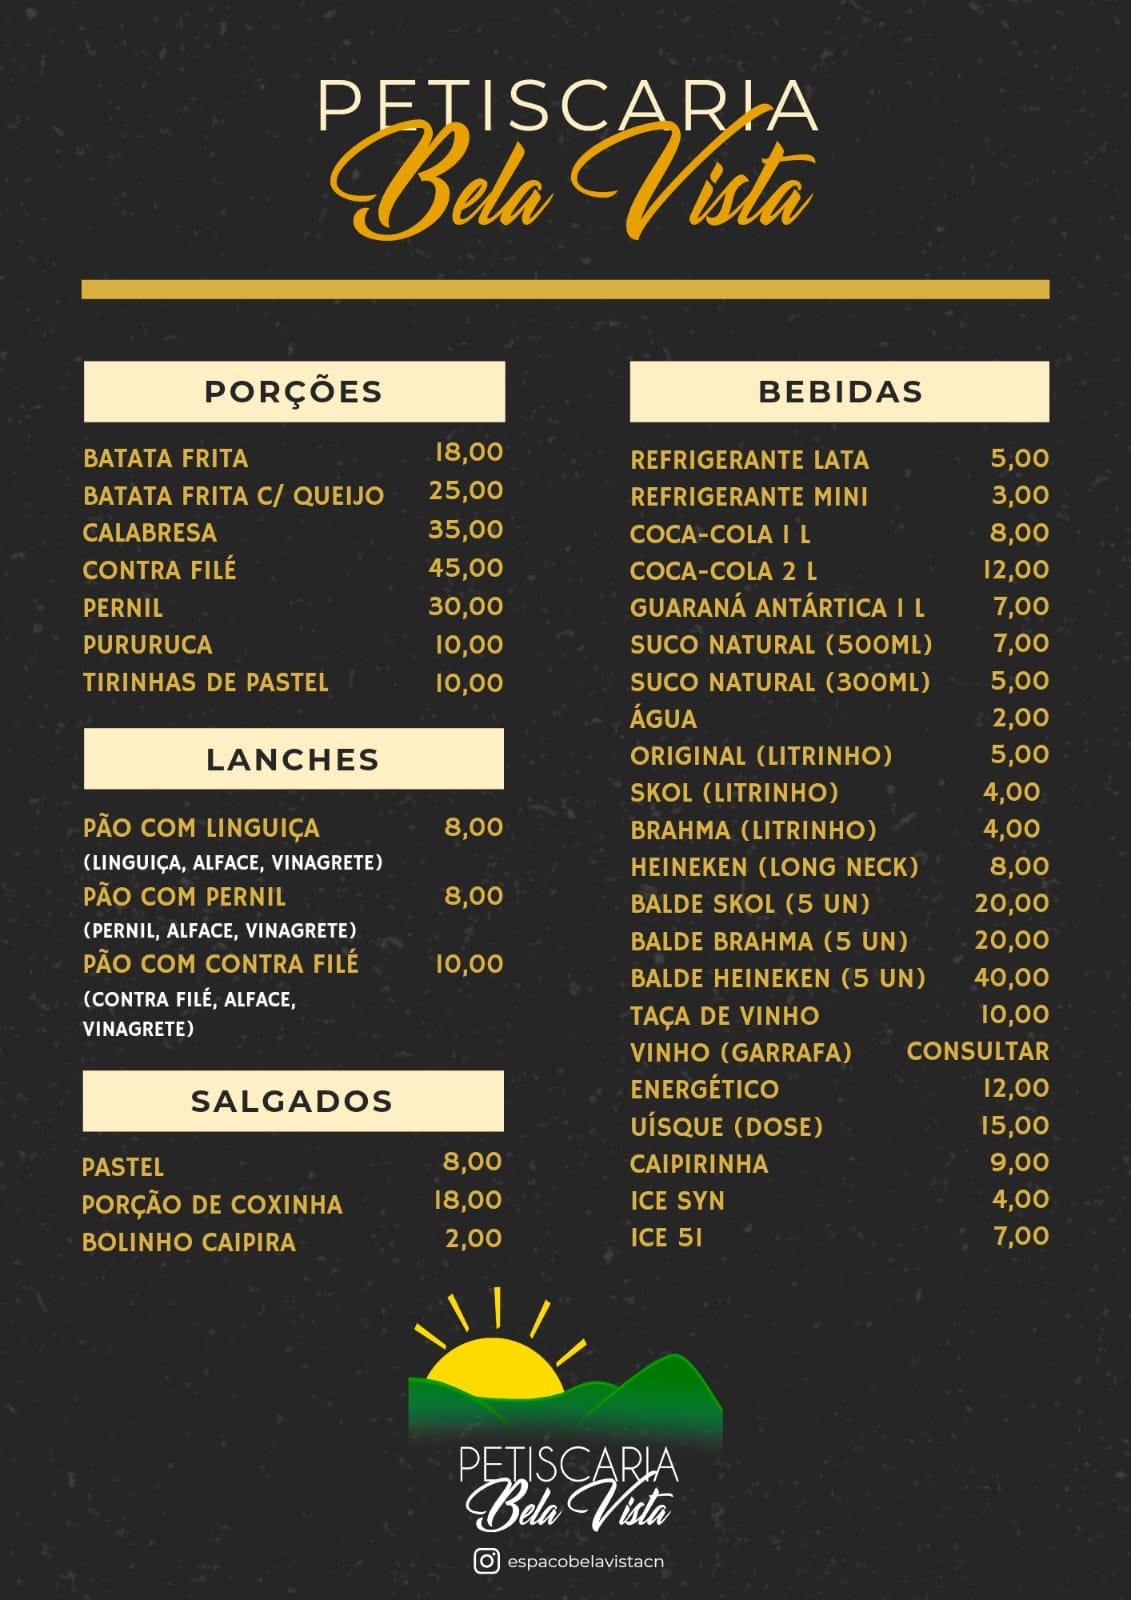 PETISCARIA
Bela Vista
PORÇÕES
BATATA FRITA 18,00
BATATA FRITA C/ QUEIJO 25,00
CALABRESA 35,00
CONTRA FILÉ 45,00
PERNIL 30,00
PURURUCA 10,00
TIRINHAS DE PASTEL 10,00
LANCHES
PÃO COM LINGUIÇA 8,00
(LINGUIÇA, ALFACE, VINAGRETE)
PÃO COM PERNIL 8,00
(PERNIL, ALFACE, VINAGRETE)
PÃO COM CONTRA FILÉ 10,00
(CONTRA FILÉ, ALFACE,
VINAGRETE)
SALGADOS
PASTEL 8,00
PORÇÃO DE COXINHA 18,00
BOLINHO CAIPIRA 2,00
BEBIDAS
REFRIGERANTE LATA 5,00
REFRIGERANTE MINI 3,00
COCA-COLA 1 L 8,00
COCA-COLA 2 L 12,00
GUARANÁ ANTÁRTICA 1 L 7,00
SUCO NATURAL (500ML) 7,00
SUCO NATURAL (300ML) 5,00
ÁGUA 2,00
ORIGINAL (LITRINHO) 5,00
SKOL (LITRINHO) 4,00
BRAHMA (LITRINHO) 4,00
HEINEKEN (LONG NECK) 8,00
BALDE SKOL (5 UN) 20,00
BALDE BRAHMA (5 UN) 20,00
BALDE HEINEKEN (5 UN) 40,00
TAÇA DE VINHO 10,00
VINHO (GARRAFA) CONSULTAR
ENERGÉTICO 12,00
UÍSQUE (DOSE) 15,00
CAIPIRINHA 9,00
ICE SYN 4,00
ICE 51 7,00
PETISCARIA
Bela Vista
espacobelavistacn